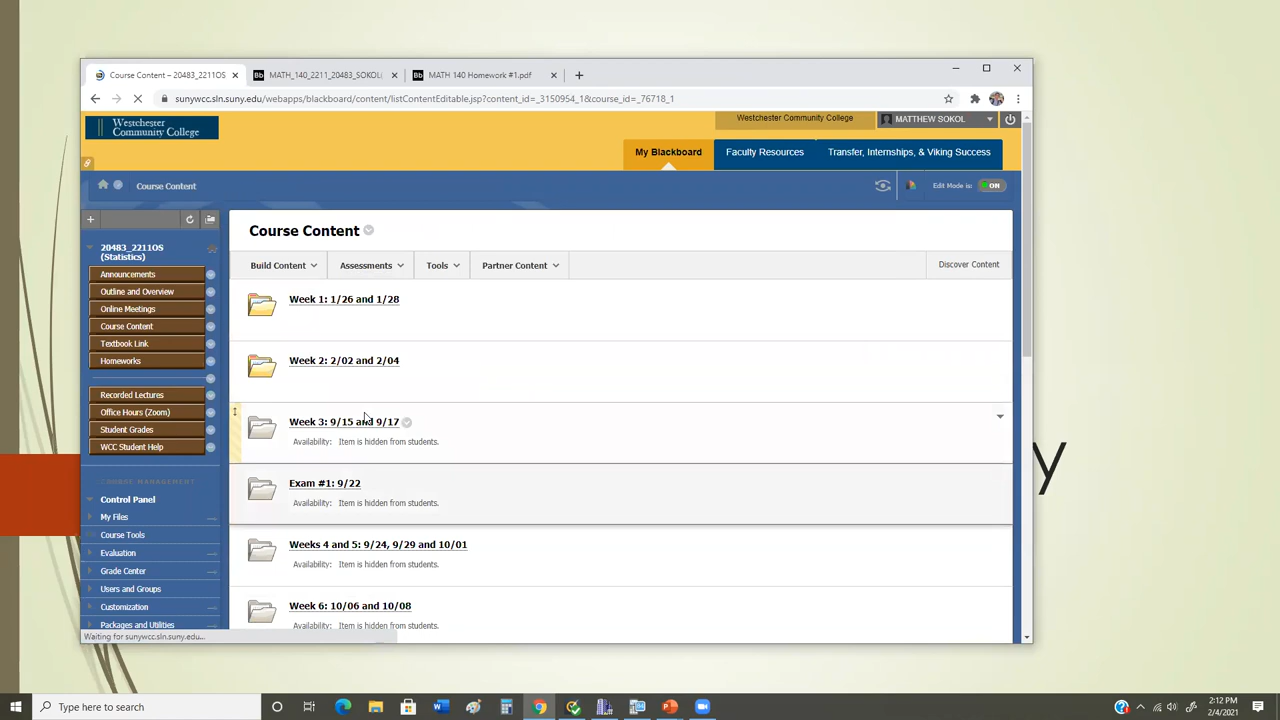 Course Content – 20483_2211OS
MATH_140_2211_20483_SOKOL
MATH 140 Homework #1.pdf
sunywcc.sln.suny.edu/webapps/blackboard/content/listContentEditable.jsp?content_id=_3150954_1&course_id=_76718_1
Westchester
Community College
Westchester Community College
MATTHEW SOKOL
My Blackboard
Faculty Resources
Transfer, Internships, & Viking Success
Course Content
Edit Mode is:
ON
20483_2211OS
(Statistics)
Announcements
Outline and Overview
Online Meetings
Course Content
Textbook Link
Homeworks
Recorded Lectures
Office Hours (Zoom)
Student Grades
WCC Student Help
COURSE MANAGEMENT
Control Panel
My Files
Course Tools
Evaluation
Grade Center
Users and Groups
Customization
Packages and Utilities
Course Content
Build Content
Assessments
Tools
Partner Content
Discover Content
Week 1: 1/26 and 1/28
Week 2: 2/02 and 2/04
Week 3: 9/15 and 9/17
Availability: Item is hidden from students.
Exam #1: 9/22
Availability: Item is hidden from students.
Weeks 4 and 5: 9/24, 9/29 and 10/01
Availability: Item is hidden from students.
Week 6: 10/06 and 10/08
Availability: Item is hidden from students.
Waiting for sunywcc.sln.suny.edu...
y
Type here to search
2:12 PM
2/4/2021